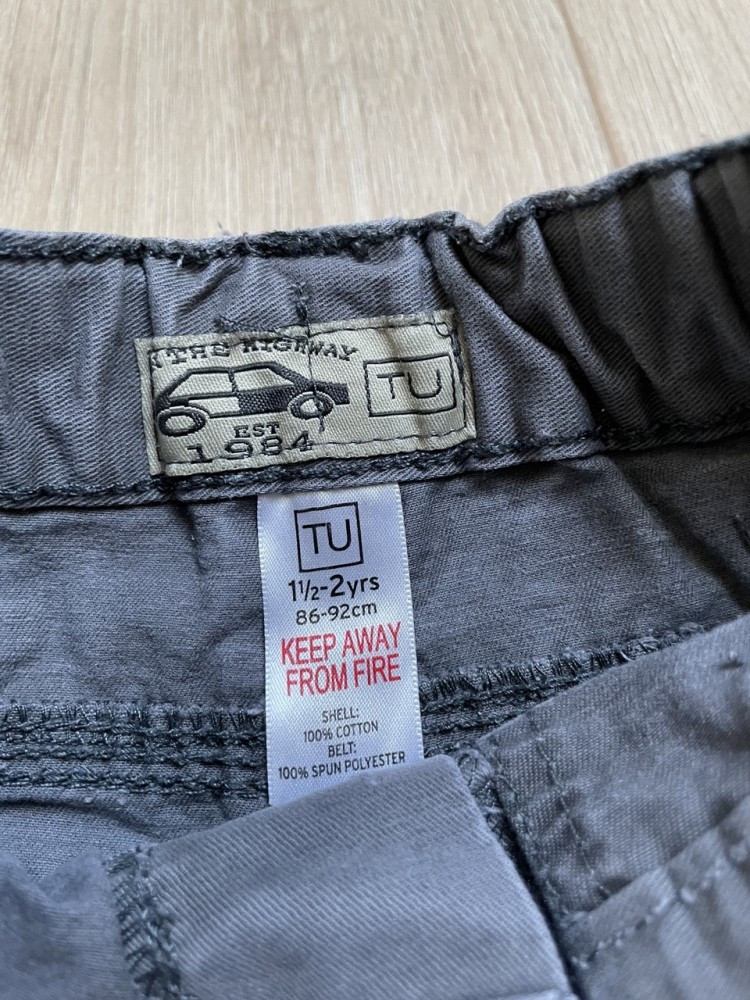 THE HIGHWAY
TU
EST
1984
TU
1½-2yrs
86-92cm
KEEP AWAY
FROM FIRE
SHELL:
100% COTTON
BELT:
100% SPUN POLYESTER